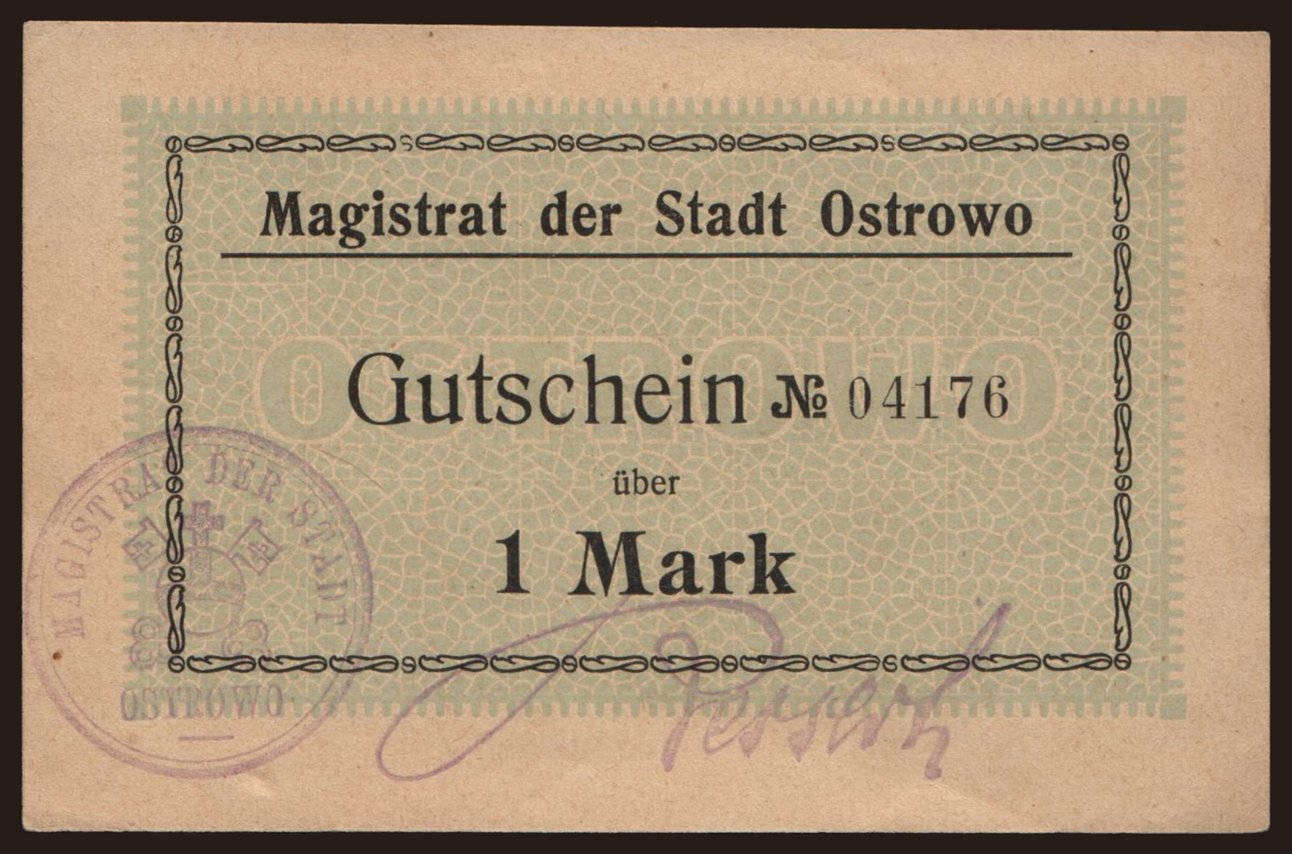 Magistrat der Stadt Ostrowo
OSTROWO
Gutschein № 04176
über
1 Mark
MAGISTRAT DER STADT
OSTROWO